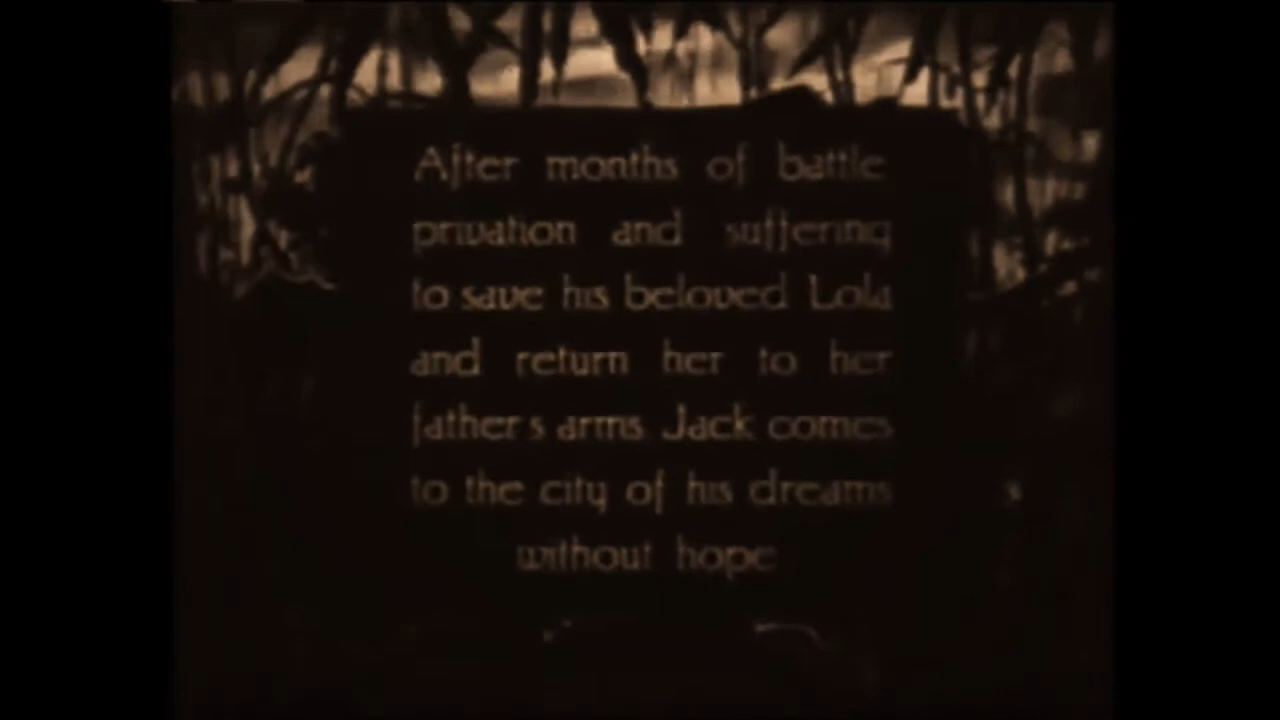 After months of battle
privation and suffering
to save his beloved Lola
and return her to her
father s arms Jack comes
to the city of his dreams
without hope